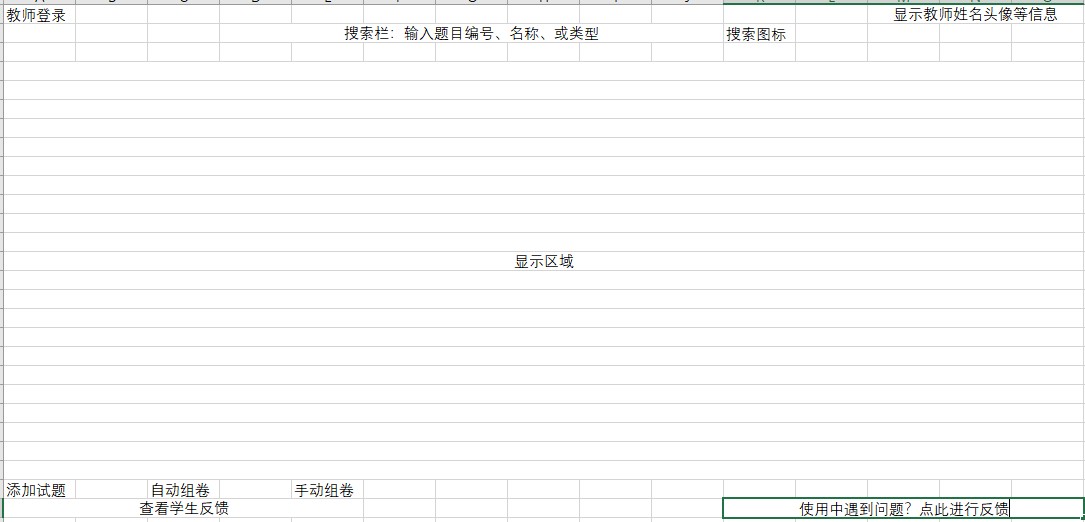 教师登录
显示教师姓名头像等信息
搜索栏：输入题目编号、名称、或类型
搜索图标
显示区域
添加试题
自动组卷
手动组卷
查看学生反馈
使用中遇到问题？点此进行反馈